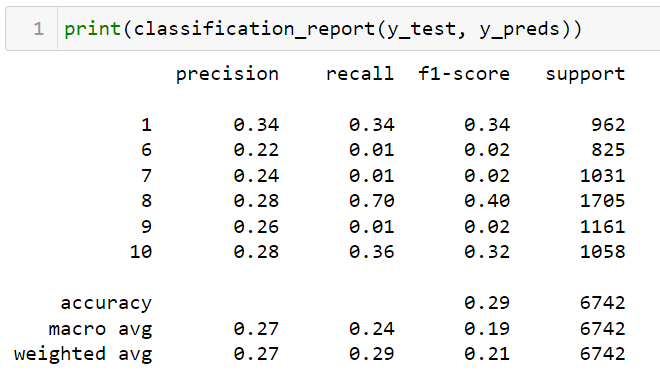 1 print(classification_report(y_test, y_preds))
precision recall f1-score support
1 0.34 0.34 0.34 962
6 0.22 0.01 0.02 825
7 0.24 0.01 0.02 1031
8 0.28 0.70 0.40 1705
9 0.26 0.01 0.02 1161
10 0.28 0.36 0.32 1058
accuracy 0.29 6742
macro avg 0.27 0.24 0.19 6742
weighted avg 0.27 0.29 0.21 6742